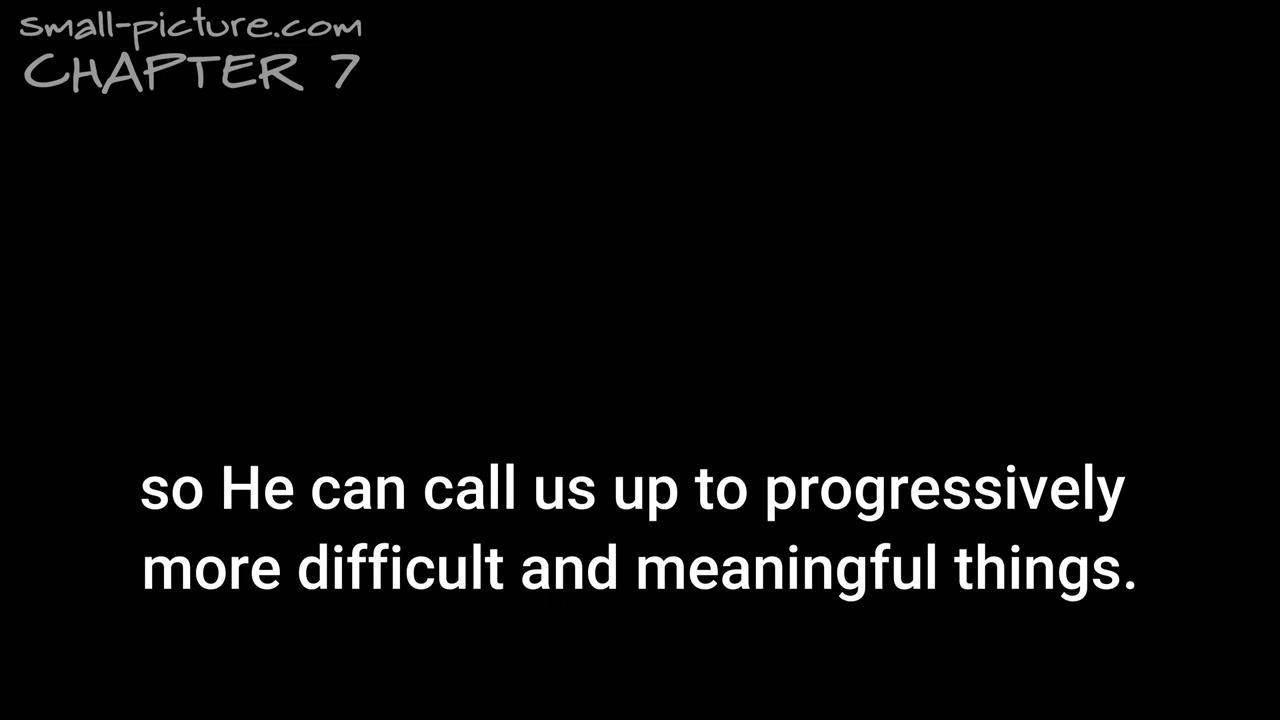 small-picture.com
CHAPTER 7
so He can call us up to progressively
more difficult and meaningful things.